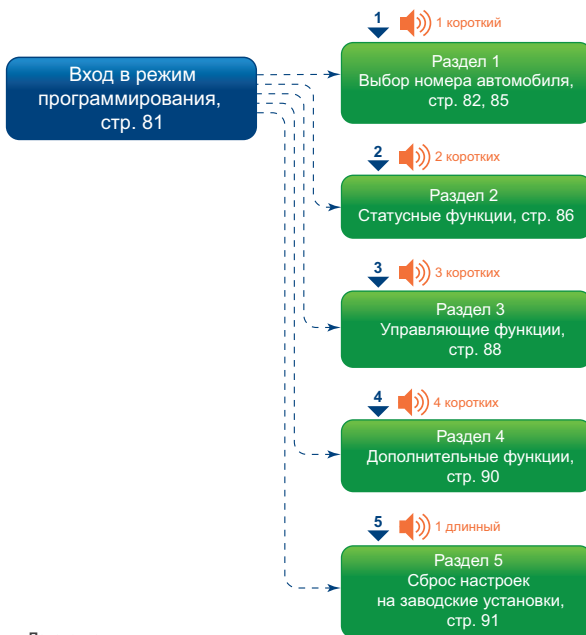 1 1 короткий
Раздел 1
Выбор номера автомобиля,
стр. 82, 85
Вход в режим
программирования,
стр. 81
2 2 коротких
Раздел 2
Статусные функции, стр. 86
3 3 коротких
Раздел 3
Управляющие функции,
стр. 88
4 4 коротких
Раздел 4
Дополнительные функции,
стр. 90
5 1 длинный
Раздел 5
Сброс настроек
на заводские установки,
стр. 91